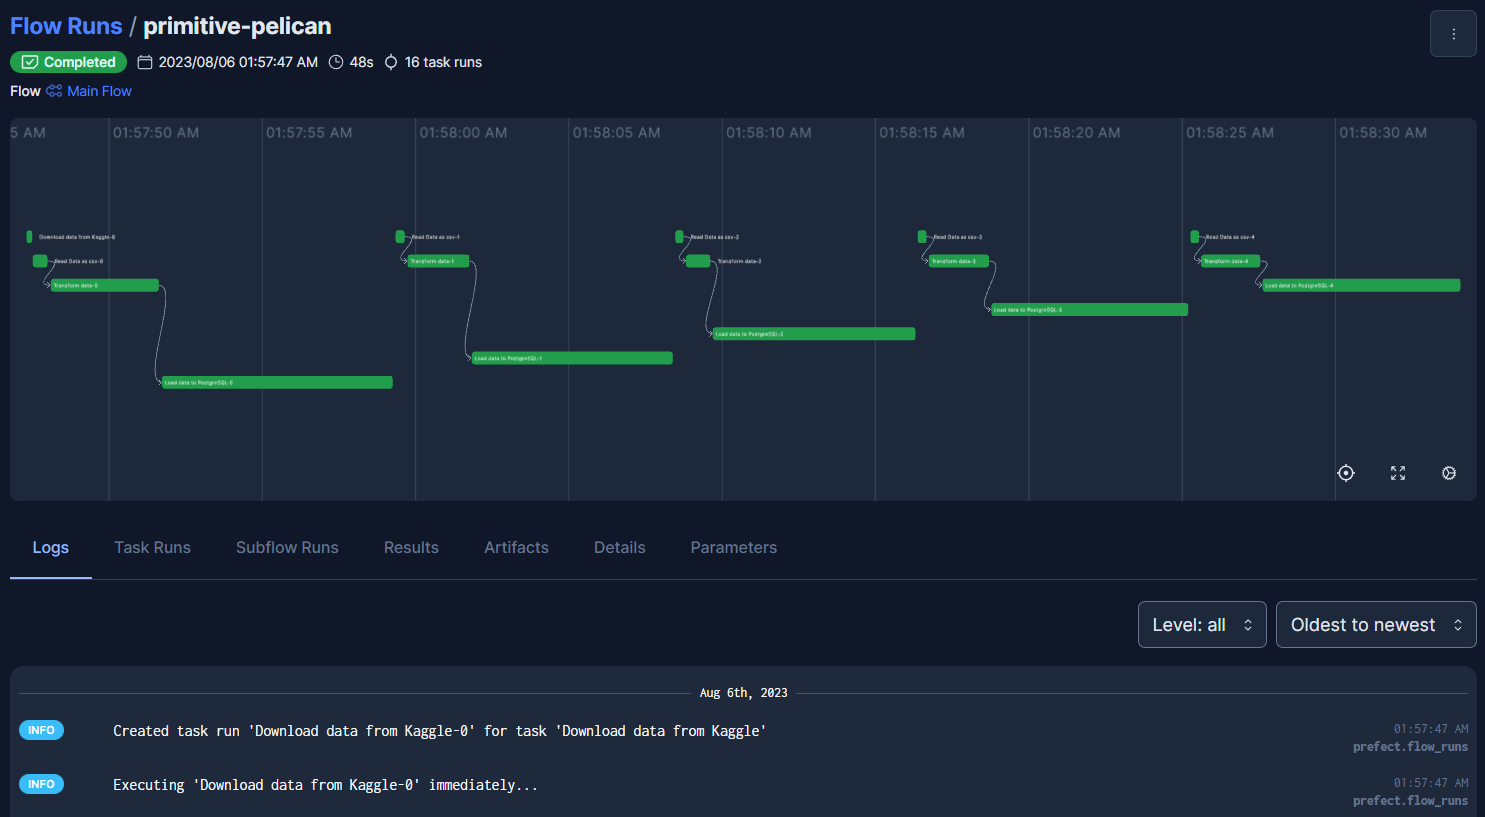 Flow Runs / primitive-pelican
Completed 2023/08/06 01:57:47 AM 48s 16 task runs
Flow Main Flow
5 AM 01:57:50 AM 01:57:55 AM 01:58:00 AM 01:58:05 AM 01:58:10 AM 01:58:15 AM 01:58:20 AM 01:58:25 AM 01:58:30 AM
Download data from Kaggle-0 Read Data as csv-1 Read Data as csv-2 Read Data as csv-3 Read Data as csv-4
Read Data as csv-0 Transform data-1 Transform data-2 Transform data-3 Transform data-4
Transform data-0 Load data to PostgreSQL-4
Load data to PostgreSQL-3
Load data to PostgreSQL-2
Load data to PostgreSQL-1
Load data to PostgreSQL-0
Logs Task Runs Subflow Runs Results Artifacts Details Parameters
Level: all Oldest to newest
Aug 6th, 2023
INFO Created task run 'Download data from Kaggle-0' for task 'Download data from Kaggle' 01:57:47 AM
prefect.flow_runs
INFO Executing 'Download data from Kaggle-0' immediately... 01:57:47 AM
prefect.flow_runs